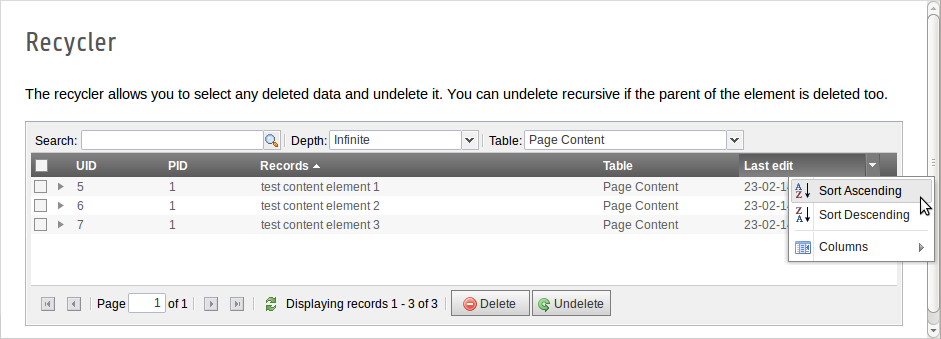 Recycler
The recycler allows you to select any deleted data and undelete it. You can undelete recursive if the parent of the element is deleted too.
Search: Depth: Infinite Table: Page Content
UID PID Records Table Last edit
5 1 test content element 1 Page Content 23-02-14
6 1 test content element 2 Page Content 23-02-14
7 1 test content element 3 Page Content 23-02-14
Sort Ascending
Sort Descending
Columns
Page 1 of 1 Displaying records 1 - 3 of 3 Delete Undelete